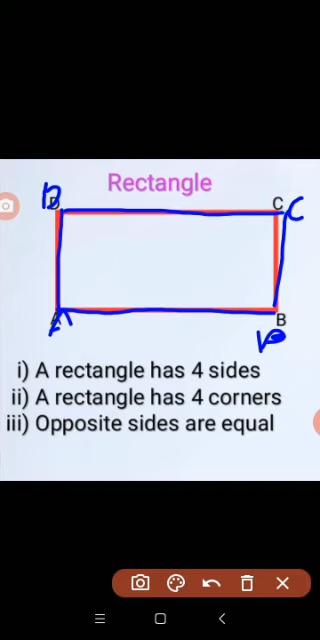 Rectangle
D C
D C
A B
i) A rectangle has 4 sides
ii) A rectangle has 4 corners
iii) Opposite sides are equal